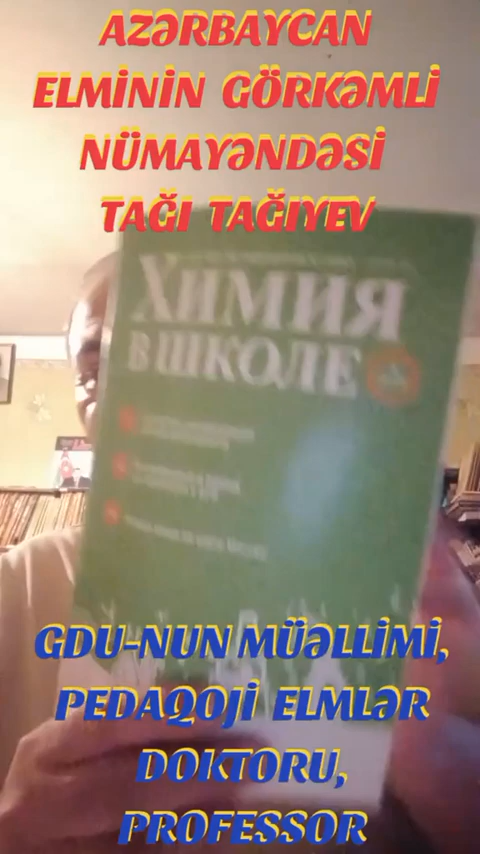 AZƏRBAYCAN
ELMİNİN GÖRKƏMLİ
NÜMAYƏNDƏSİ
TAĞI TAĞIYEV
ХИМИЯ
В ШКОЛЕ
GDU-NUN MÜƏLLİMİ,
PEDAQOJİ ELMLƏR
DOKTORU,
PROFESSOR